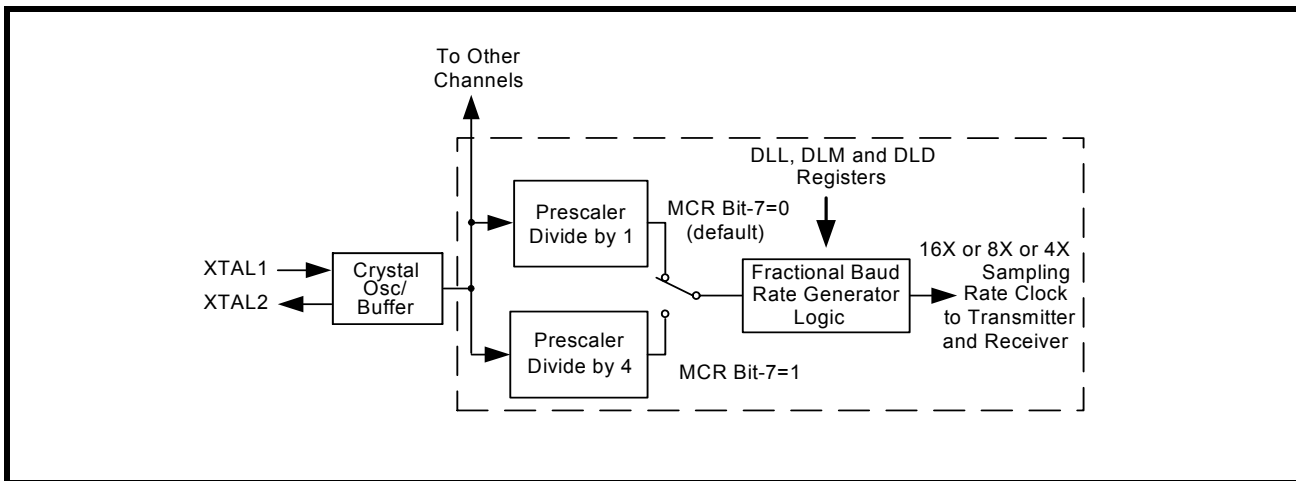 To Other
Channels
DLL, DLM and DLD
Registers
Prescaler
Divide by 1
MCR Bit-7=0
(default)
XTAL1
XTAL2
Crystal
Osc/
Buffer
Fractional Baud
Rate Generator
Logic
16X or 8X or 4X
Sampling
Rate Clock
to Transmitter
and Receiver
Prescaler
Divide by 4
MCR Bit-7=1